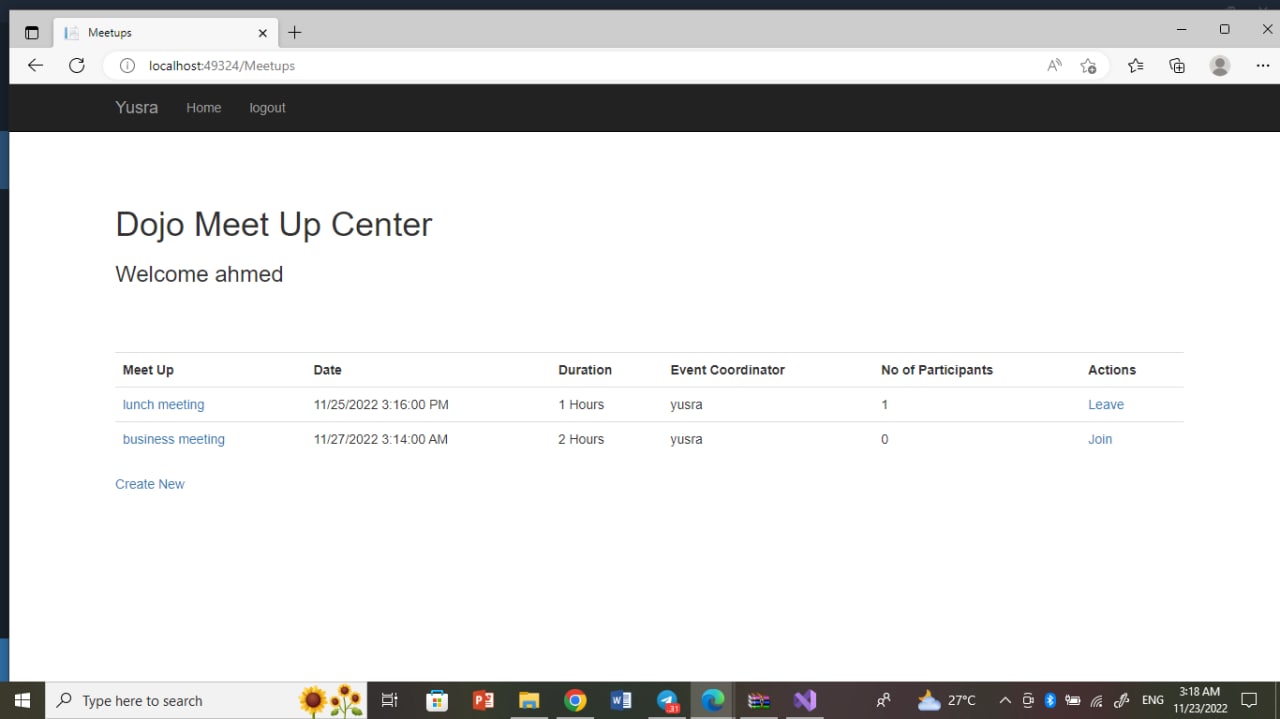 Meetups
localhost:49324/Meetups
Yusra Home logout
Dojo Meet Up Center
Welcome ahmed
Meet Up Date Duration Event Coordinator No of Participants Actions
lunch meeting 11/25/2022 3:16:00 PM 1 Hours yusra 1 Leave
business meeting 11/27/2022 3:14:00 AM 2 Hours yusra 0 Join
Create New
Type here to search 27°C ENG 3:18 AM
11/23/2022